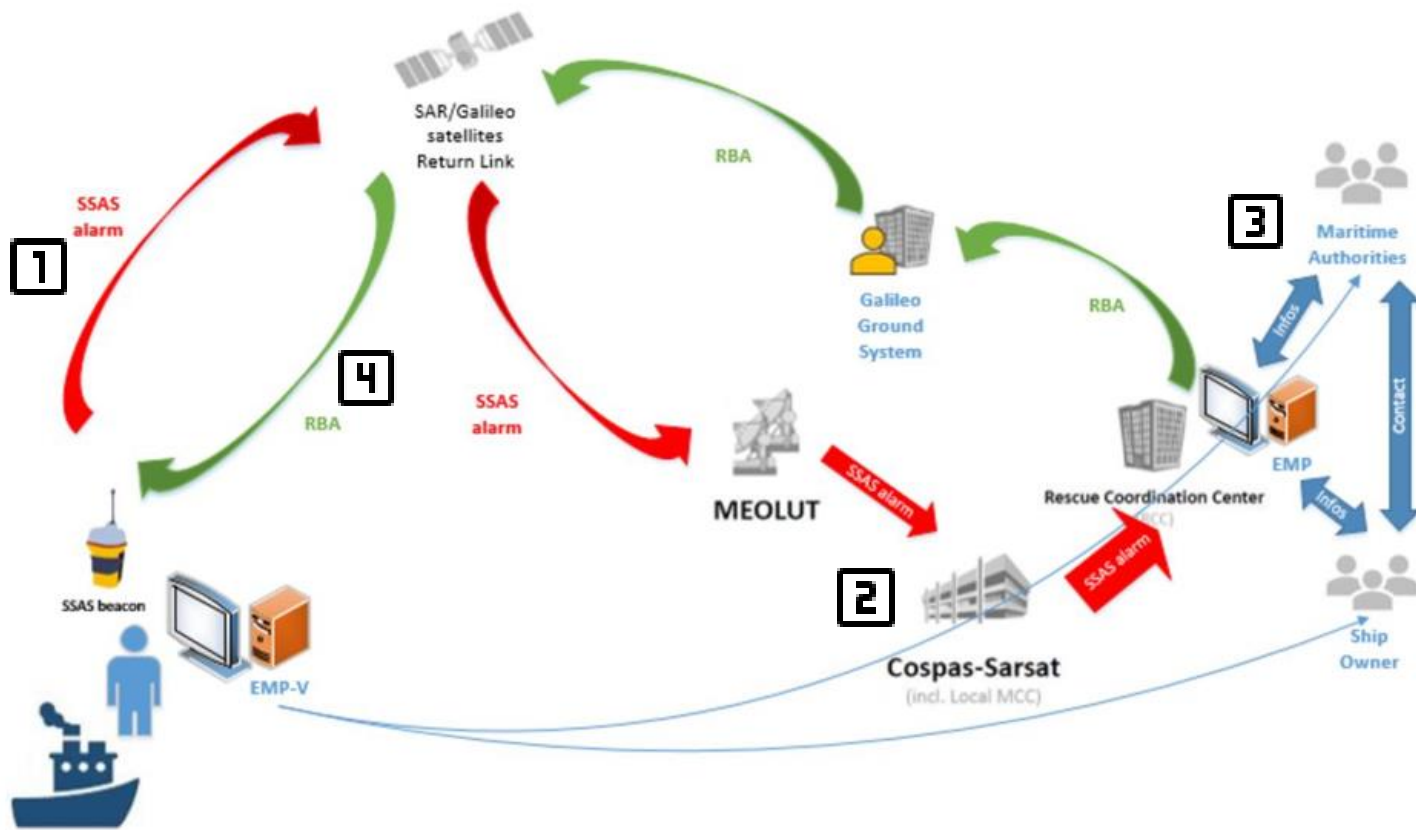 SAR/Galileo
satellites
Return Link
RBA
SSAS
alarm
1
3
Maritime
Authorities
Infos
RBA
Galileo
Ground
System
4
RBA
SSAS
alarm
Contact
SSAS alarm
MEOLUT
EMP
Rescue Coordination Center
Infos
SSAS alarm
2
SSAS beacon
EMP-V
Cospas-Sarsat
(incl. Local MCC)
Ship
Owner